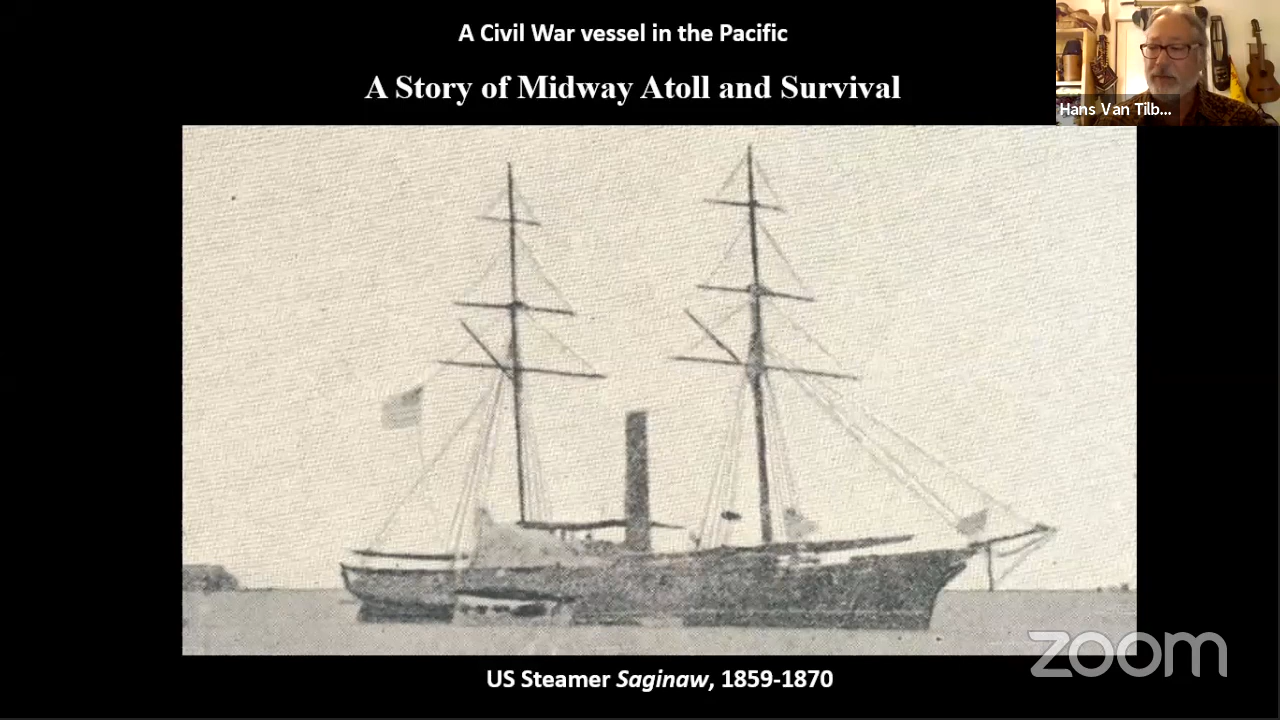 A Civil War vessel in the Pacific
A Story of Midway Atoll and Survival
Hans Van Tilb...
US Steamer Saginaw, 1859-1870
zoom